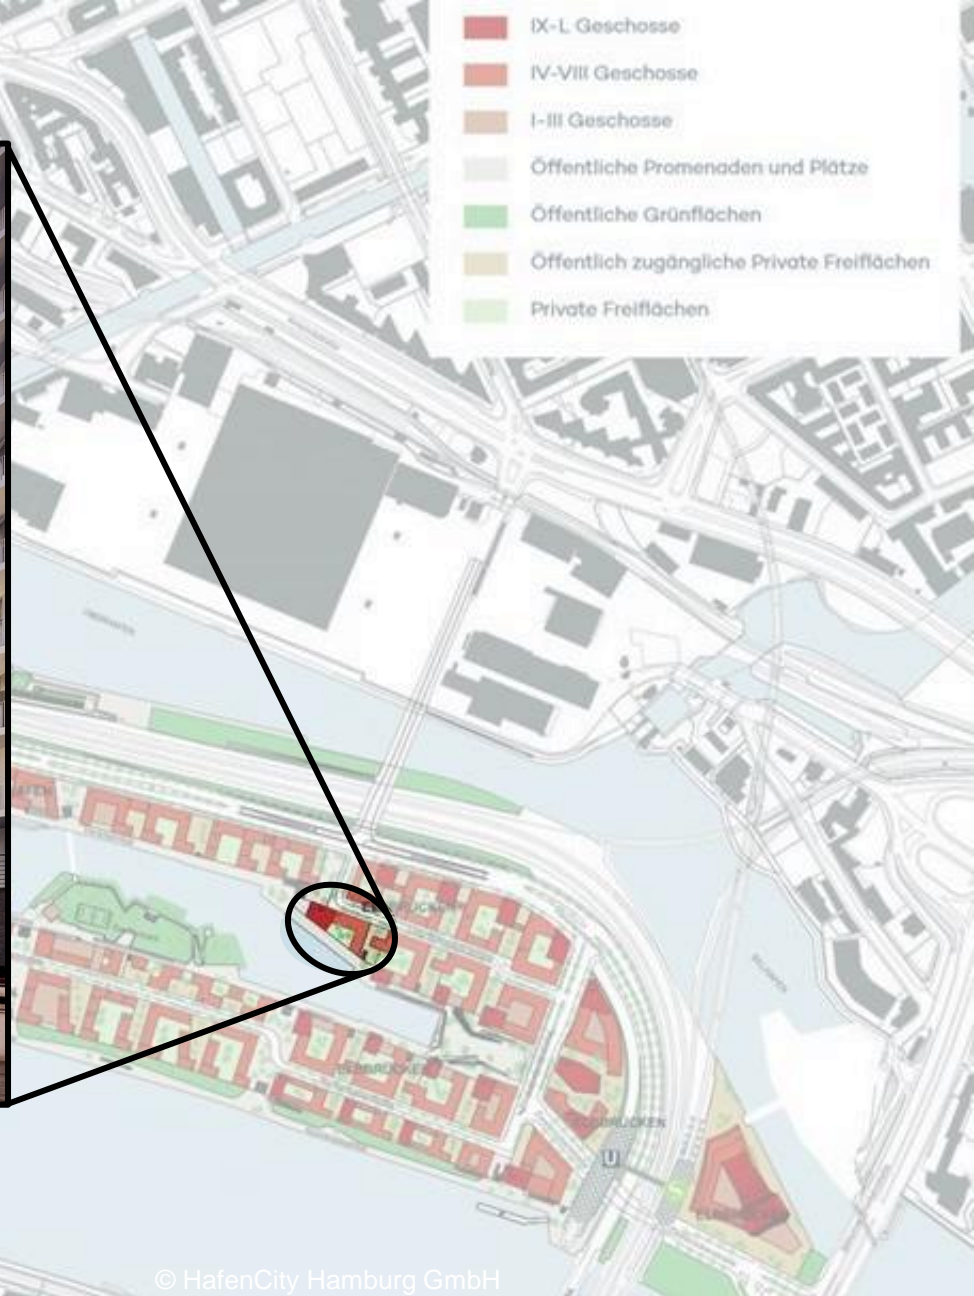 IX-L Geschosse
IV-VIII Geschosse
I-III Geschosse
Öffentliche Promenaden und Plätze
Öffentliche Grünflächen
Öffentlich zugängliche Private Freiflächen
Private Freiflächen
ELBBRÜCKEN
U
© HafenCity Hamburg GmbH